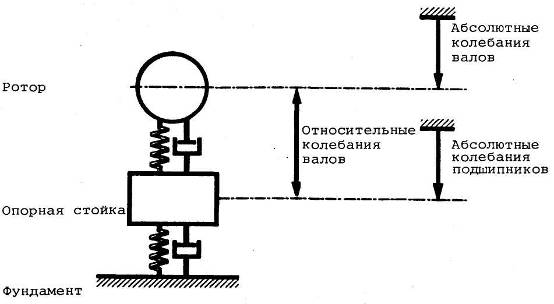 Абсолютные
колебания
валов
Ротор
Относительные
колебания
валов
Абсолютные
колебания
подшипников
Опорная стойка
Фундамент